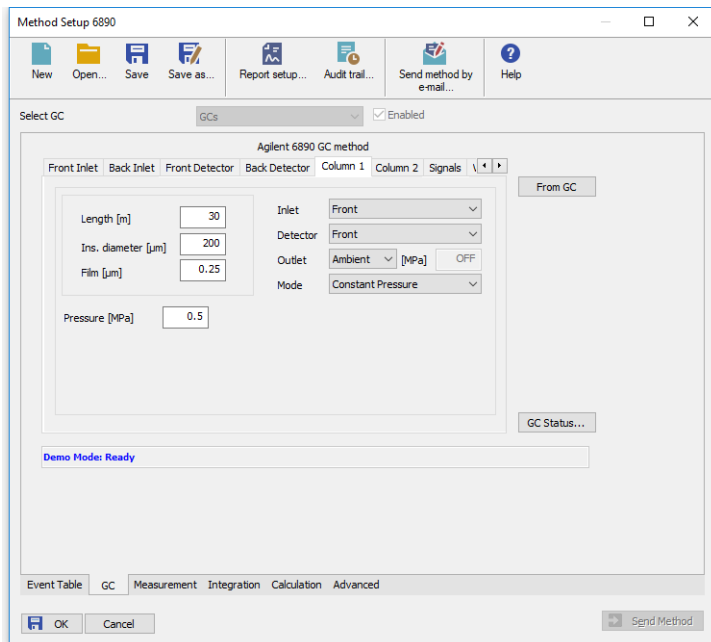 Method Setup 6890
New Open... Save Save as... Report setup... Audit trail... Send method by e-mail... Help
Select GC GCs Enabled
Agilent 6890 GC method
Front Inlet Back Inlet Front Detector Back Detector Column 1 Column 2 Signals
From GC
Length [m] 30
Ins. diameter [µm] 200
Film [µm] 0.25
Inlet Front
Detector Front
Outlet Ambient [MPa] OFF
Mode Constant Pressure
Pressure [MPa] 0.5
GC Status...
Demo Mode: Ready
Event Table GC Measurement Integration Calculation Advanced
OK Cancel Send Method